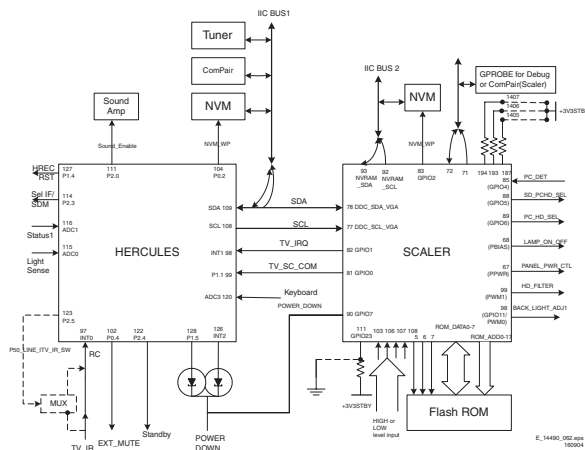 IIC BUS1
Tuner
ComPair
NVM
Sound
Amp
Sound_Enable
NVM_WP
IIC BUS 2
NVM
NVM_WP
GPROBE for Debug
or ComPair(Scaler)
1407
1406
1405
+3V3STB
HREC
RST
127
P1.4
111
P2.0
104
P0.2
Sel IF/
SDM
114
P2.3
Status1
116
ADC1
Light
Sense
115
ADC0
HERCULES
SDA 109
SCL 108
INT1 98
P1.1 99
ADC3 120
SDA
SCL
TV_IRQ
TV_SC_COM
Keyboard
POWER_DOWN
93
NVRAM
_SDA
92
NVRAM
_SCL
83
GPIO2
72
71
194
193
187
78 DDC_SDA_VGA
77 DDC_SCL_VGA
82 GPIO1
81 GPIO0
90 GPIO7
SCALER
85
(GPIO4)
88
(GPIO5)
89
(GPIO6)
68
(PBIAS)
67
(PPWR)
99
(PWM1)
98
(GPIO11/
PWM0)
PC_DET
SD_PCHD_SEL
PC_HD_SEL
LAMP_ON_OFF
PANEL_PWR_CTL
HD_FILTER
BACK_LIGHT_ADJ1
123
P2.5
97
INT0
102
P0.4
122
P2.4
128
P1.5
126
INT2
P50_LINE_ITV_IR_SW
RC
MUX
TV_IR
EXT_MUTE
Standby
POWER
DOWN
111
GPIO23
103
106
107
108
5
6
7
ROM_DATA0-7
ROM_ADD0-17
+3V3STBY
HIGH or
LOW
level input
Flash ROM
E_14490_062.eps
160904